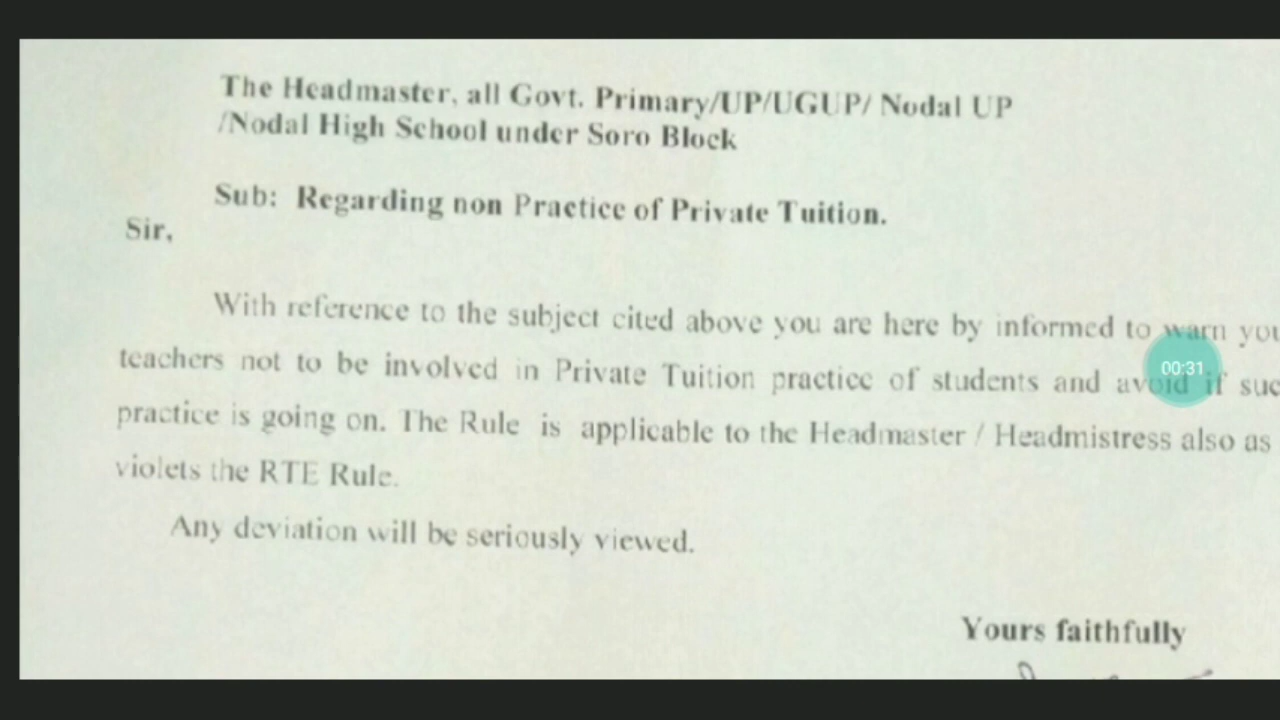 The Headmaster, all Govt. Primary/UP/UGUP/ Nodal UP
/Nodal High School under Soro Block
Sub: Regarding non Practice of Private Tuition.
Sir,
With reference to the subject cited above you are here by informed to warn you
teachers not to be involved in Private Tuition practice of students and avoid if suc
00:31
practice is going on. The Rule is applicable to the Headmaster / Headmistress also as
violets the RTE Rule.
Any deviation will be seriously viewed.
Yours faithfully